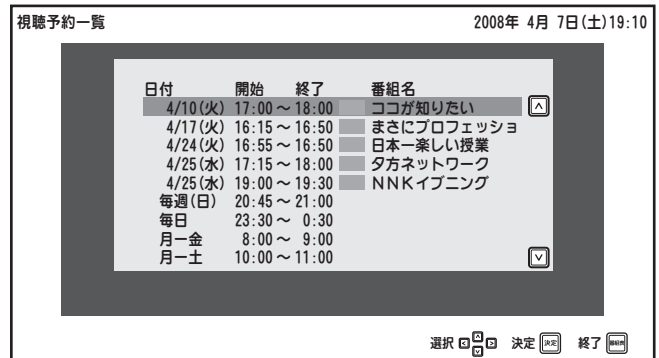 視聴予約一覧 2008年 4月 7日(土)19:10
日付 開始 終了 番組名
4/10(火) 17:00～18:00 ココが知りたい
4/17(火) 16:15～16:50 まさにプロフェッショ
4/24(火) 16:55～16:50 日本一楽しい授業
4/25(水) 17:15～18:00 夕方ネットワーク
4/25(水) 19:00～19:30 NNKイブニング
毎週(日) 20:45～21:00
毎日 23:30～ 0:30
月ー金 8:00～ 9:00
月ー土 10:00～11:00
選択 決定 決定 終了 番組表